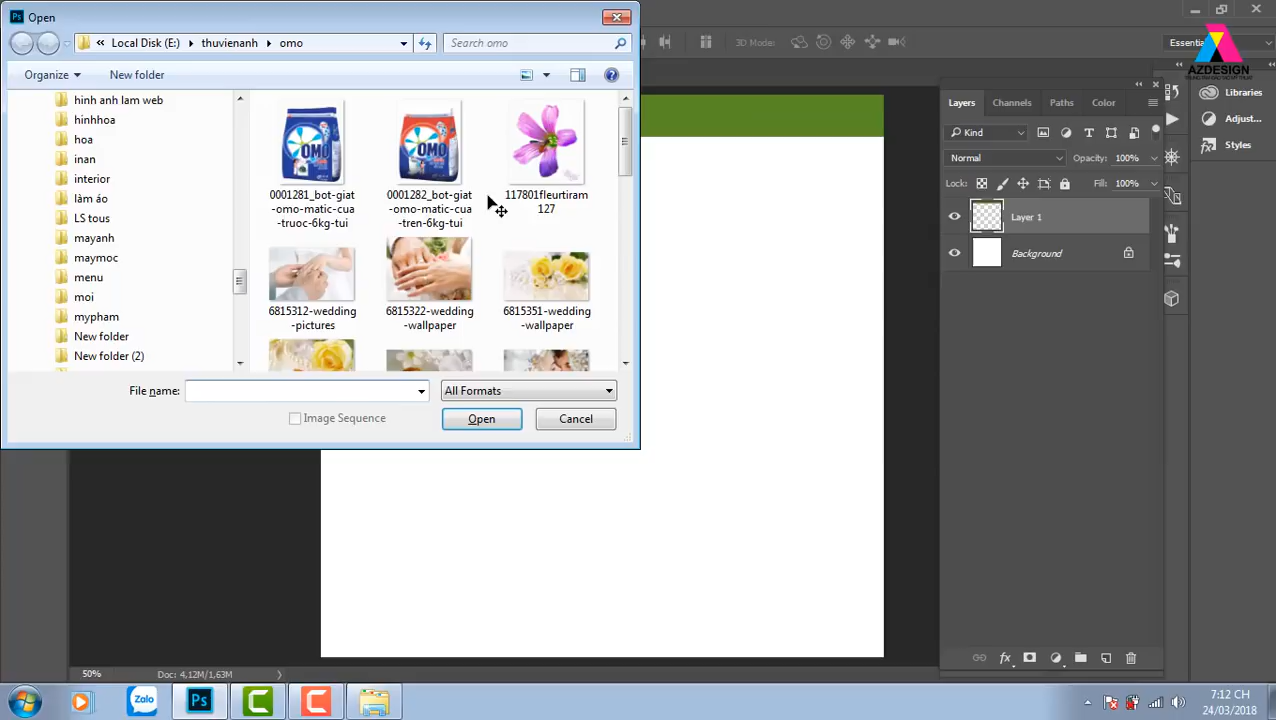 Ps Open
« Local Disk (E:) thuvienanh omo Search omo
3D Mode:
Essentia
AZDESIGN
Organize New folder
hinh anh lam web
hinhhoa
hoa
inan
interior
làm áo
LS tous
mayanh
maymoc
menu
moi
mypham
New folder
New folder (2)
OMO
OMO
0001281_bot-giat
-omo-matic-cua
-truoc-6kg-tui
0001282_bot-giat
-omo-matic-cua
-tren-6kg-tui
117801fleurtiram
127
6815312-wedding
-pictures
6815322-wedding
-wallpaper
6815351-wedding
-wallpaper
File name: All Formats
Image Sequence Open Cancel
Layers Channels Paths Color
Kind
Normal Opacity: 100%
Lock: Fill: 100%
Layer 1
Background
fx
Libraries
Adjust...
Styles
50% Doc: 4,12M/1,63M
Zalo Ps
7:12 CH
24/03/2018